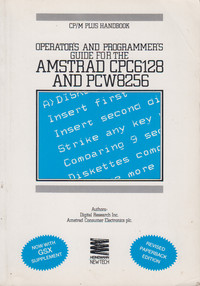 CP/M PLUS HANDBOOK
OPERATOR'S AND PROGRAMMER'S
GUIDE FOR THE
AMSTRAD CPC6128
AND PCW8256
A>DISK
Insert first
Insert second di
Strike any key
Comparing 9 sec
Diskettes comp
more
Authors:
Digital Research Inc.
Amstrad Consumer Electronics plc.
NOW WITH
GSX
SUPPLEMENT
HEINEMANN
NEWTECH
REVISED
PAPERBACK
EDITION